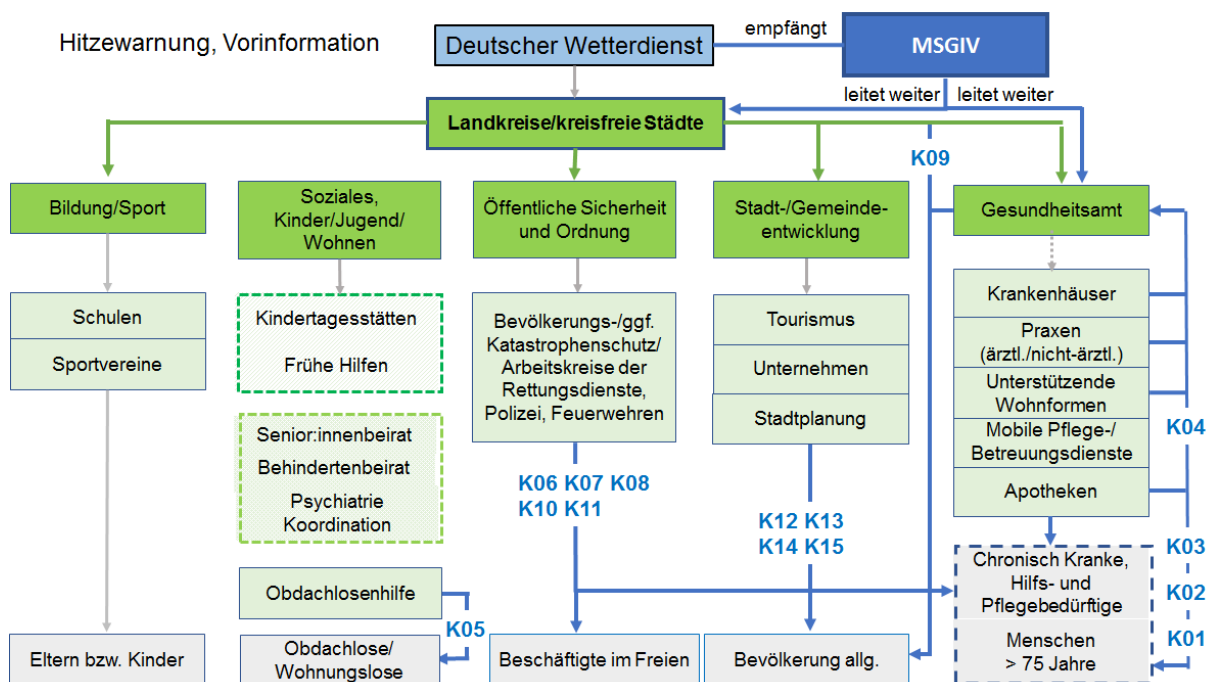 Hitzewarnung, Vorinformation
Deutscher Wetterdienst
empfängt
MSGIV
leitet weiter
leitet weiter
Landkreise/kreisfreie Städte
K09
Bildung/Sport
Soziales,
Kinder/Jugend/
Wohnen
Öffentliche Sicherheit
und Ordnung
Stadt-/Gemeinde-
entwicklung
Gesundheitsamt
Schulen
Sportvereine
Kindertagesstätten
Frühe Hilfen
Senior:innenbeirat
Behindertenbeirat
Psychiatrie
Koordination
Bevölkerungs-/ggf.
Katastrophenschutz/
Arbeitskreise der
Rettungsdienste,
Polizei, Feuerwehren
Tourismus
Unternehmen
Stadtplanung
Krankenhäuser
Praxen
(ärztl./nicht-ärztl.)
Unterstützende
Wohnformen
Mobile Pflege-/
Betreuungsdienste
Apotheken
K04
K06 K07 K08
K10 K11
K12 K13
K14 K15
K03
K02
K01
Obdachlosenhilfe
K05
Chronisch Kranke,
Hilfs- und
Pflegebedürftige
Menschen
> 75 Jahre
Eltern bzw. Kinder
Obdachlose/
Wohnungslose
Beschäftigte im Freien
Bevölkerung allg.